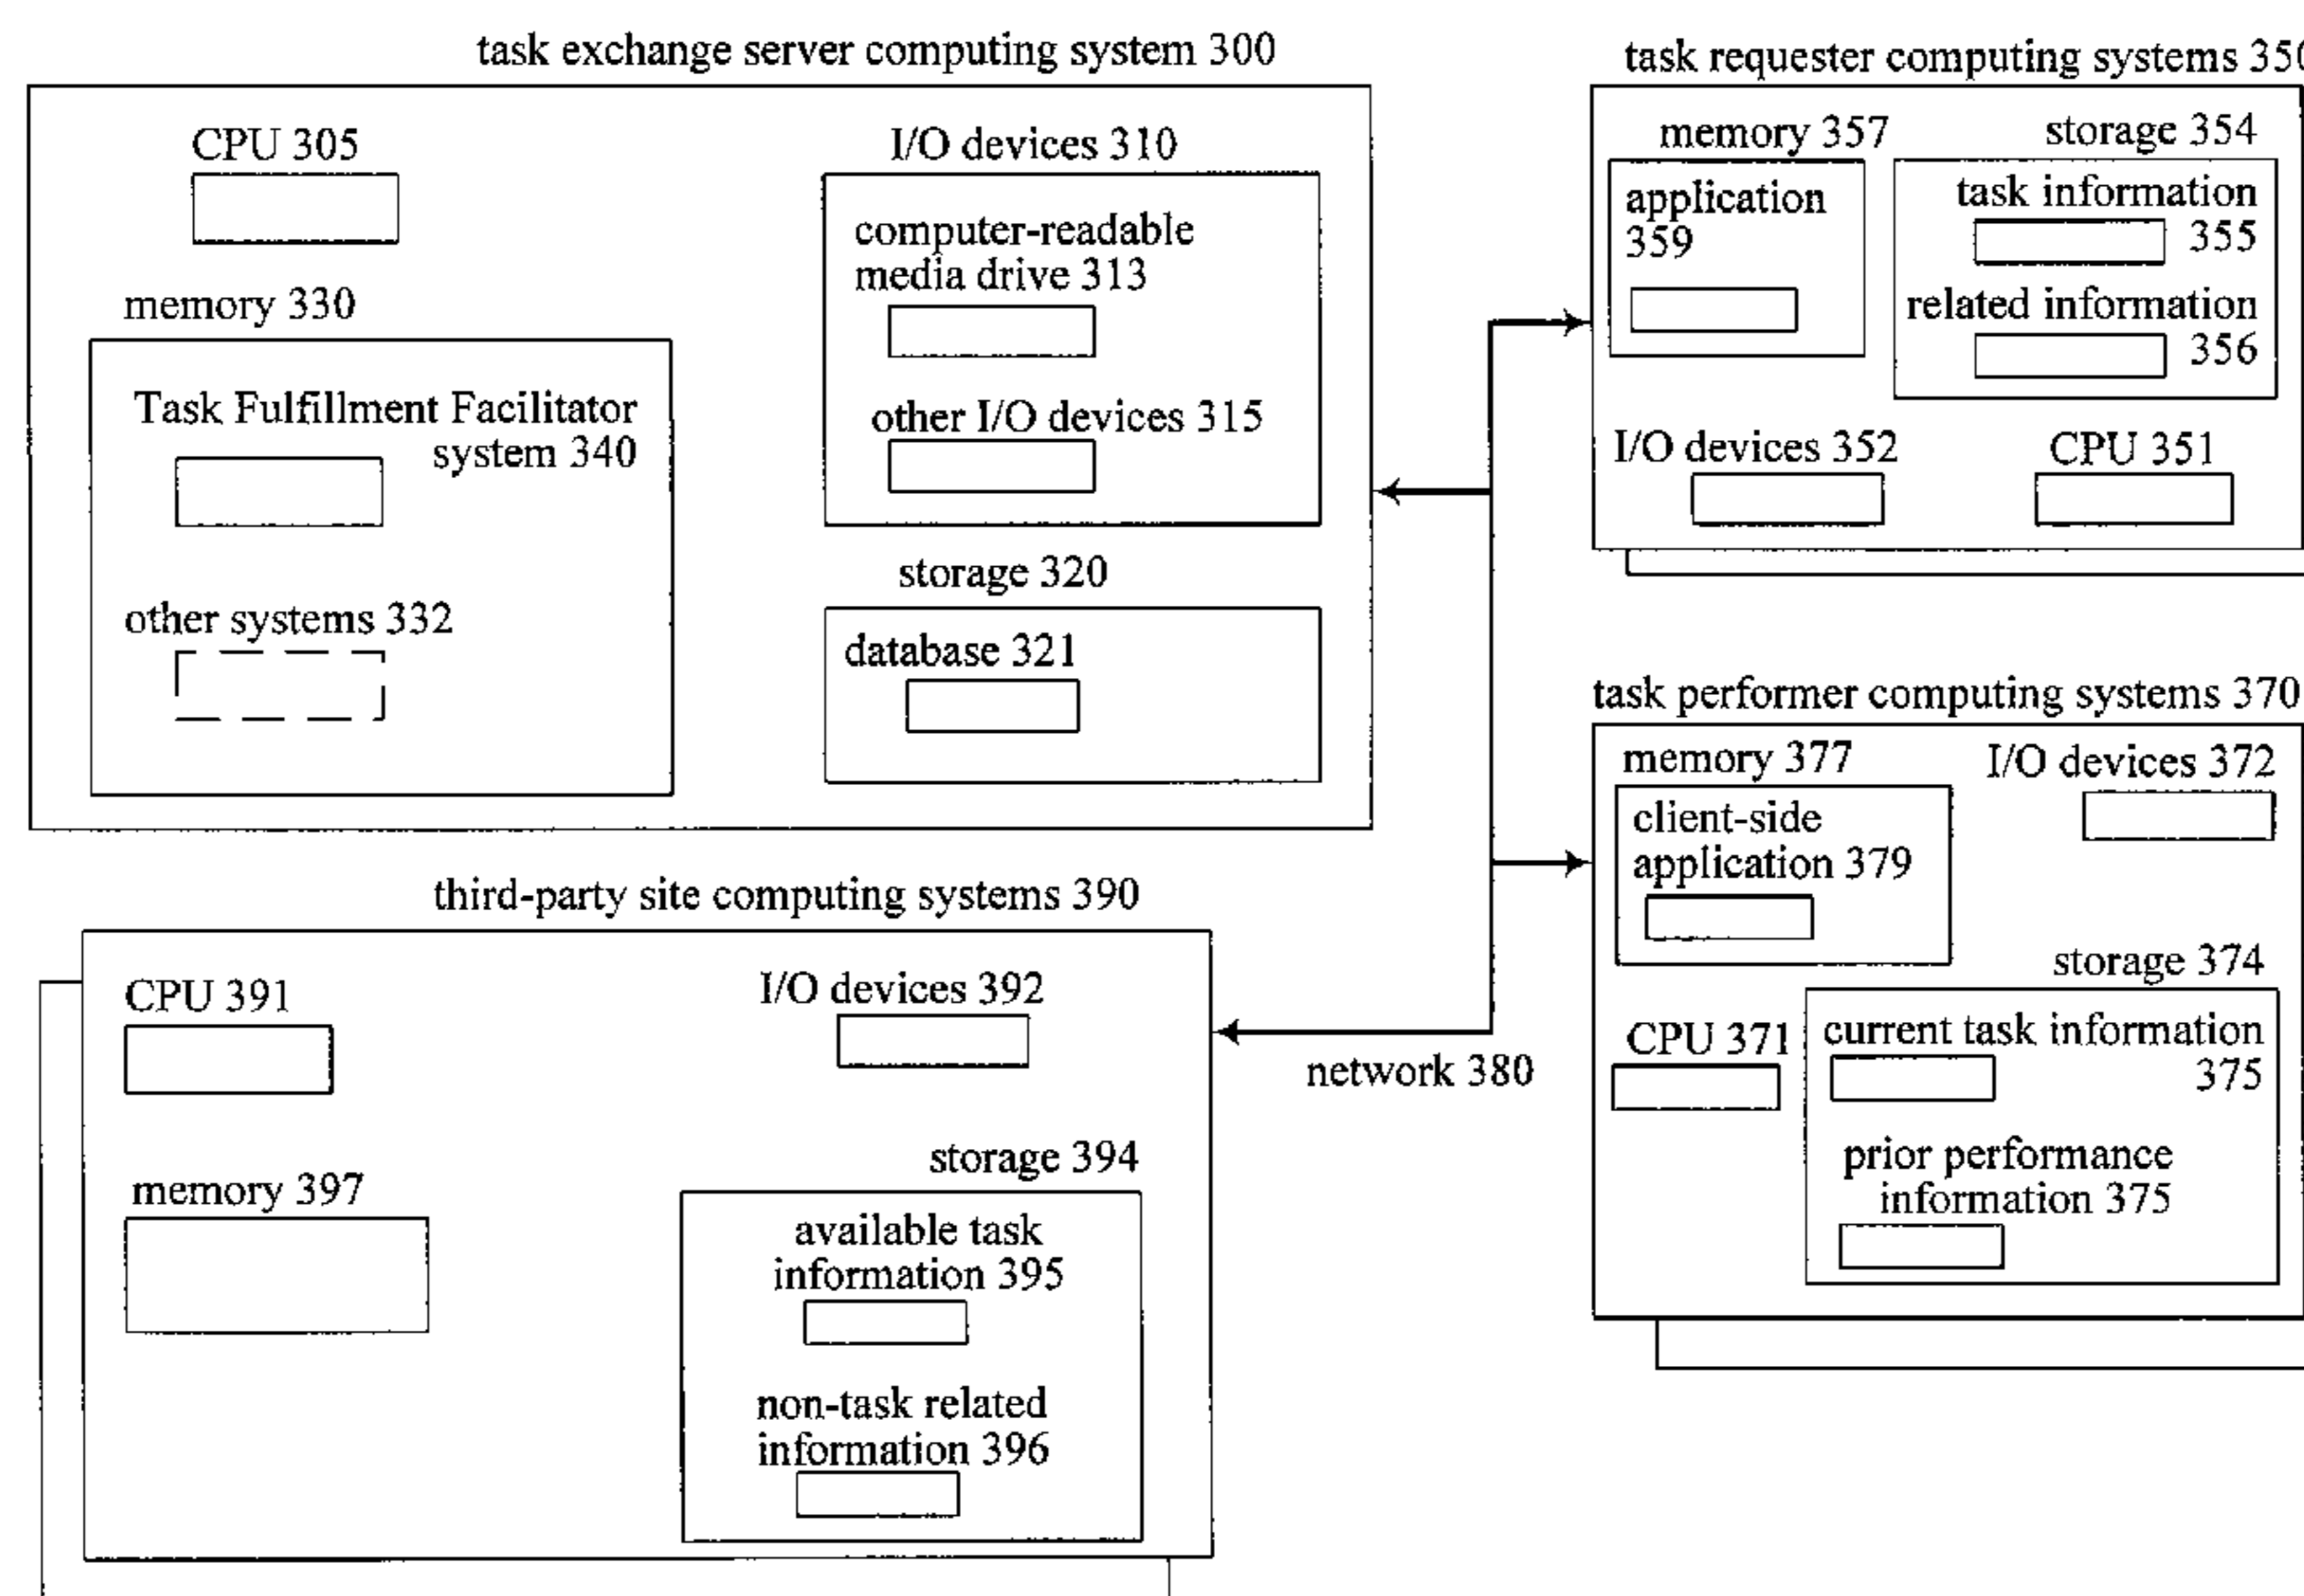 task exchange server computing system 300
CPU 305
I/O devices 310
computer-readable
media drive 313
other I/O devices 315
memory 330
Task Fulfillment Facilitator
system 340
other systems 332
storage 320
database 321
task requester computing systems 350
memory 357
storage 354
application
359
task information
355
related information
356
I/O devices 352
CPU 351
task performer computing systems 370
memory 377
I/O devices 372
client-side
application 379
storage 374
CPU 371
current task information
375
prior performance
information 375
third-party site computing systems 390
CPU 391
I/O devices 392
network 380
memory 397
storage 394
available task
information 395
non-task related
information 396